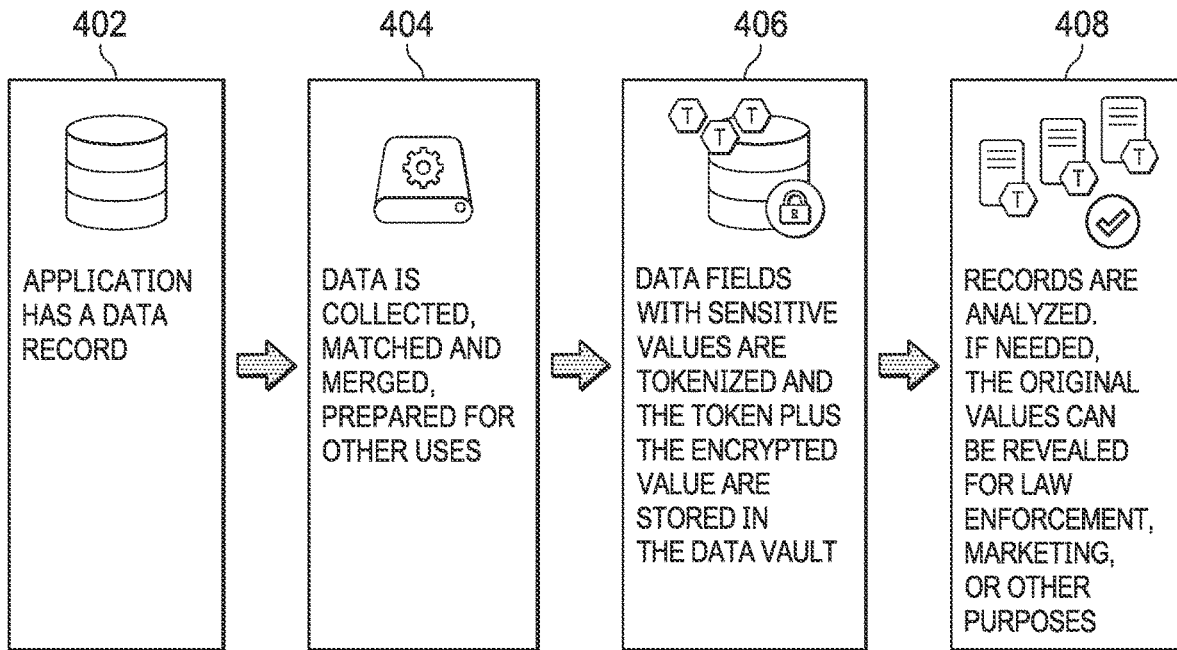 402
404
406
408
APPLICATION
HAS A DATA
RECORD
DATA IS
COLLECTED,
MATCHED AND
MERGED,
PREPARED FOR
OTHER USES
T
T
T
DATA FIELDS
WITH SENSITIVE
VALUES ARE
TOKENIZED AND
THE TOKEN PLUS
THE ENCRYPTED
VALUE ARE
STORED IN
THE DATA VAULT
T
T
T
RECORDS ARE
ANALYZED.
IF NEEDED,
THE ORIGINAL
VALUES CAN
BE REVEALED
FOR LAW
ENFORCEMENT,
MARKETING,
OR OTHER
PURPOSES